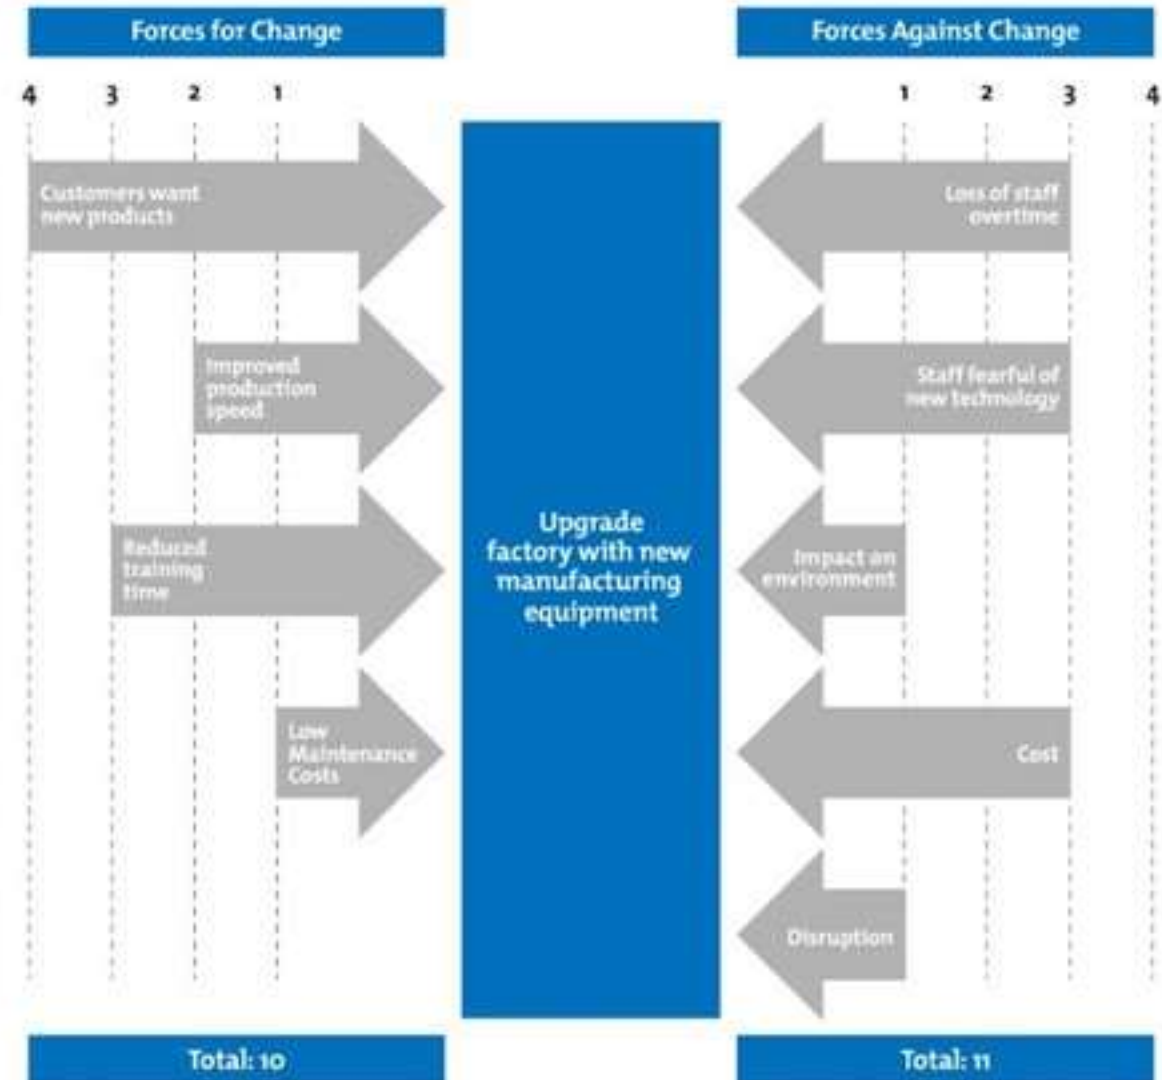 Forces for Change
Forces Against Change
4 3 2 1
1 2 3 4
Customers want
new products
Loss of staff
overtime
Improved
production
speed
Staff fearful of
new technology
Reduced
training
time
Upgrade
factory with new
manufacturing
equipment
Impact on
environment
Low
Maintenance
Costs
Cost
Disruption
Total: 10
Total: 11